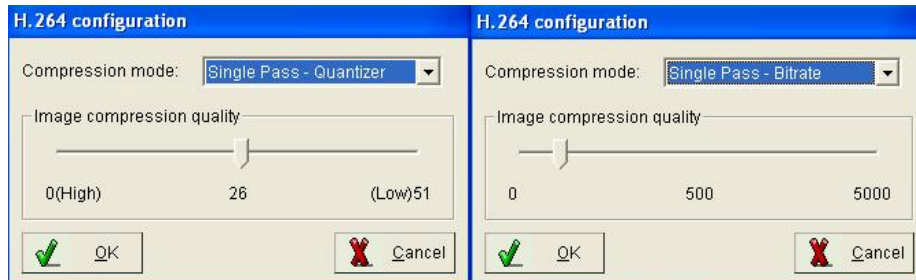 H.264 configuration
Compression mode: Single Pass - Quantizer
Image compression quality
0(High) 26 (Low)51
OK Cancel
H.264 configuration
Compression mode: Single Pass - Bitrate
Image compression quality
0 500 5000
OK Cancel